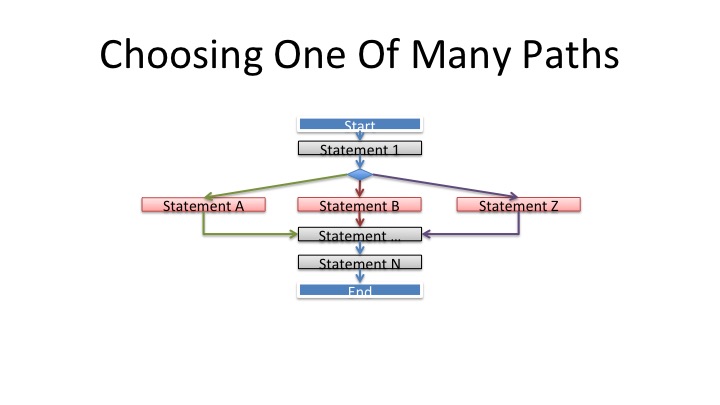 Choosing One Of Many Paths
Start
Statement 1
Statement A
Statement B
Statement Z
Statement ...
Statement N
End